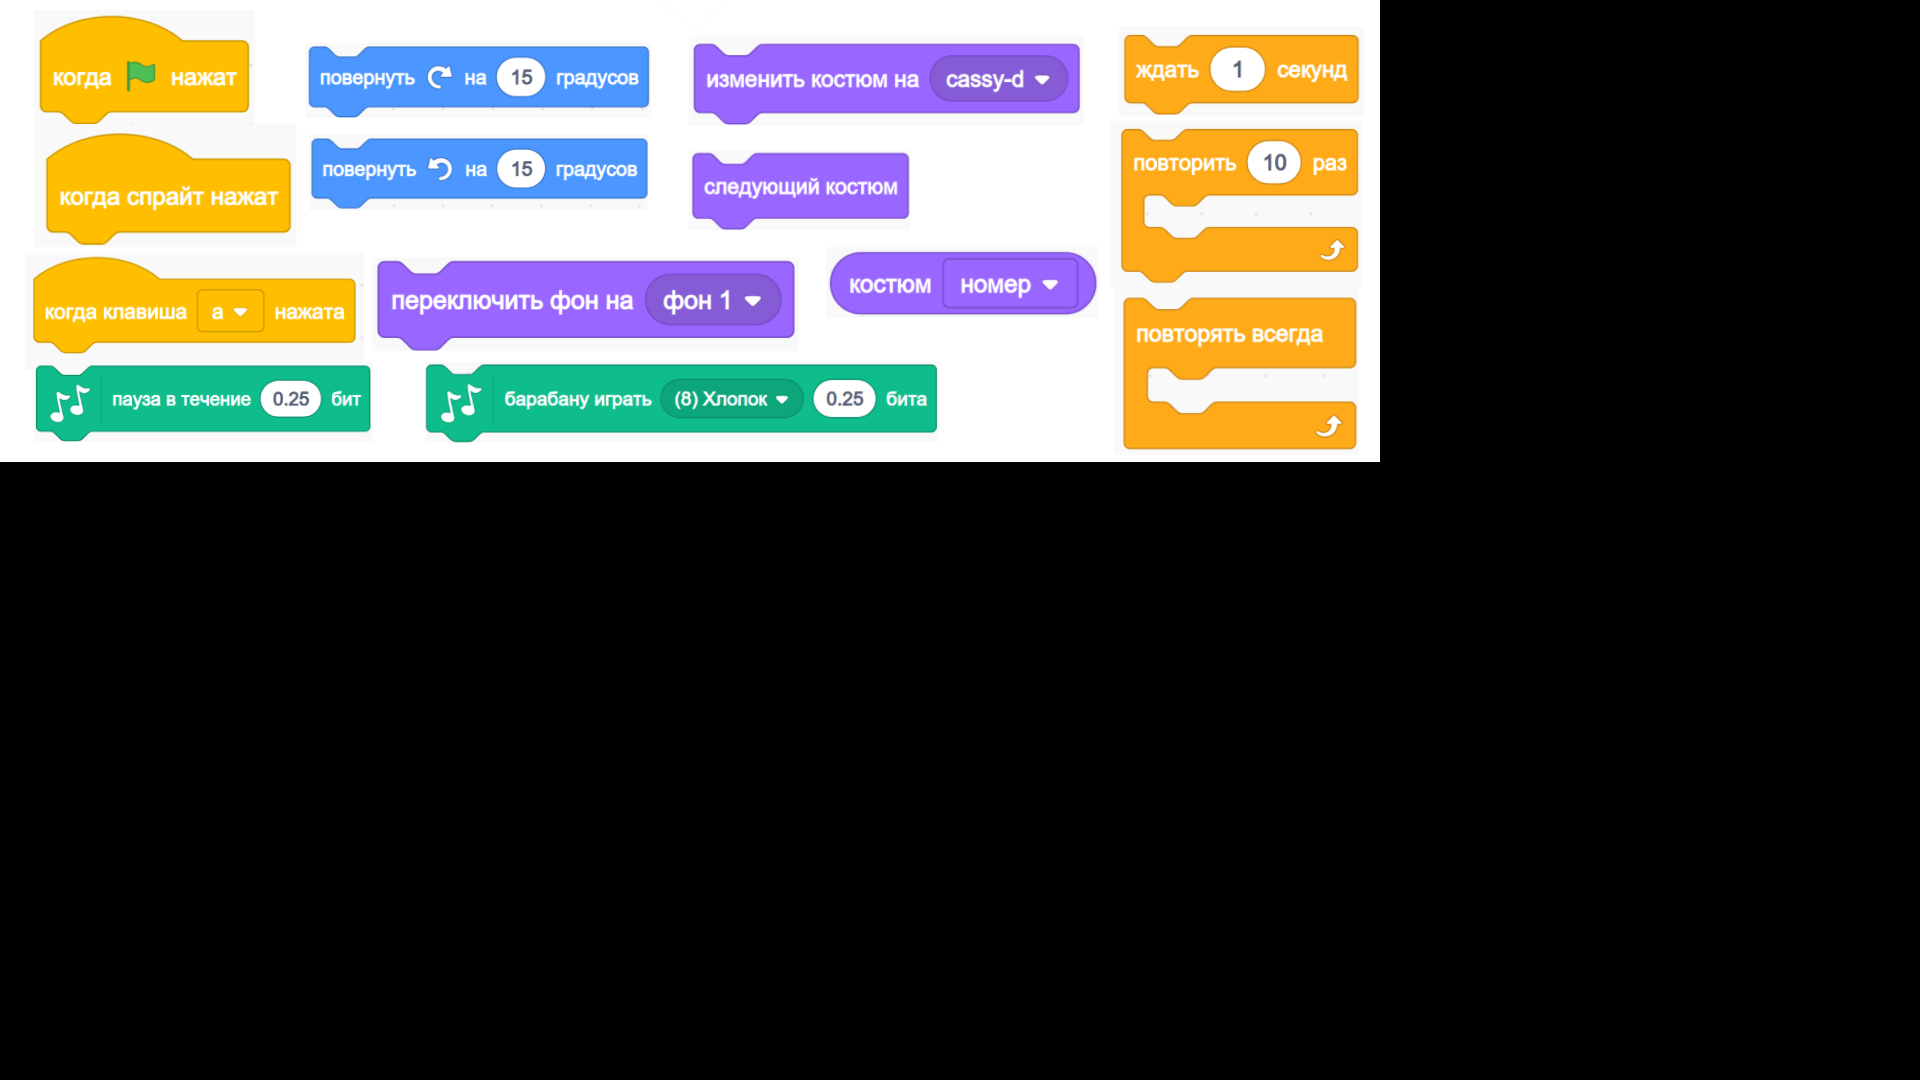 когда нажат
повернуть на 15 градусов
изменить костюм на cassy-d
ждать 1 секунд
когда спрайт нажат
повернуть на 15 градусов
следующий костюм
повторить 10 раз
когда клавиша а нажата
переключить фон на фон 1
костюм номер
повторять всегда
пауза в течение 0.25 бит
барабану играть (8) Хлопок 0.25 бита